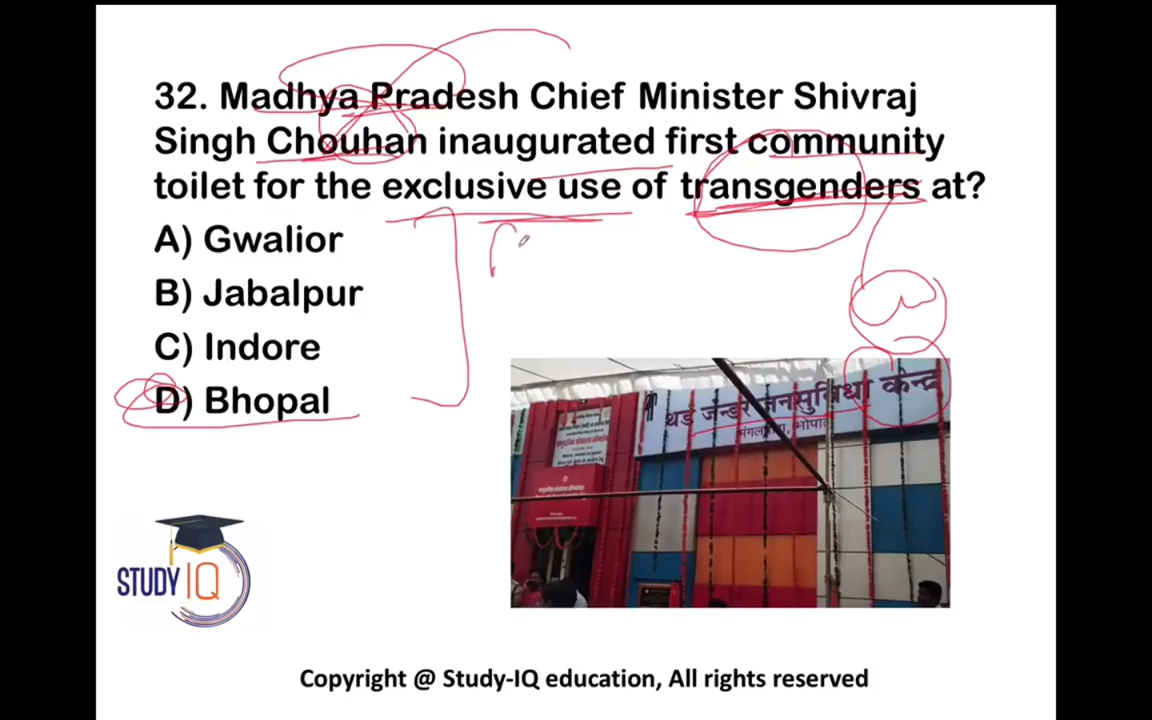 32. Madhya Pradesh Chief Minister Shivraj
Singh Chouhan inaugurated first community
toilet for the exclusive use of transgenders at?
A) Gwalior
B) Jabalpur
C) Indore
D) Bhopal
थर्ड जेन्डर जनसुविधा केन्द्र
भोपाल
STUDY IQ
Copyright @ Study-IQ education, All rights reserved